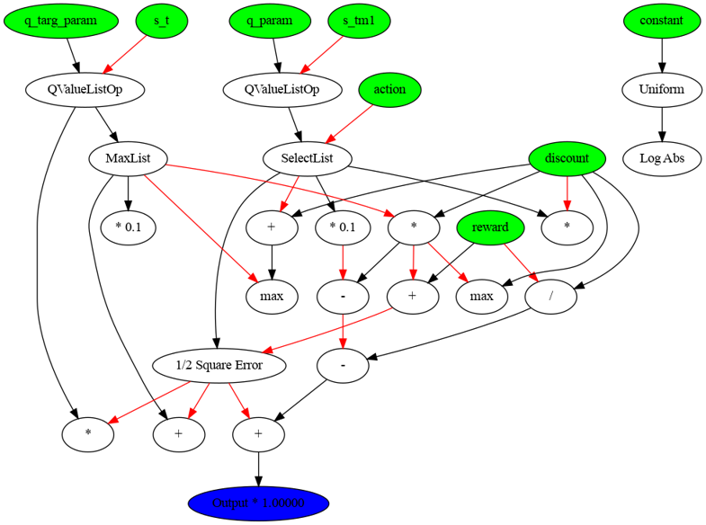 q_targ_param s_t q_param s_tm1 constant
QValueListOp QValueListOp action Uniform
MaxList SelectList discount Log Abs
* 0.1 + * 0.1 * reward *
max - + max /
1/2 Square Error -
* + +
Output * 1.00000